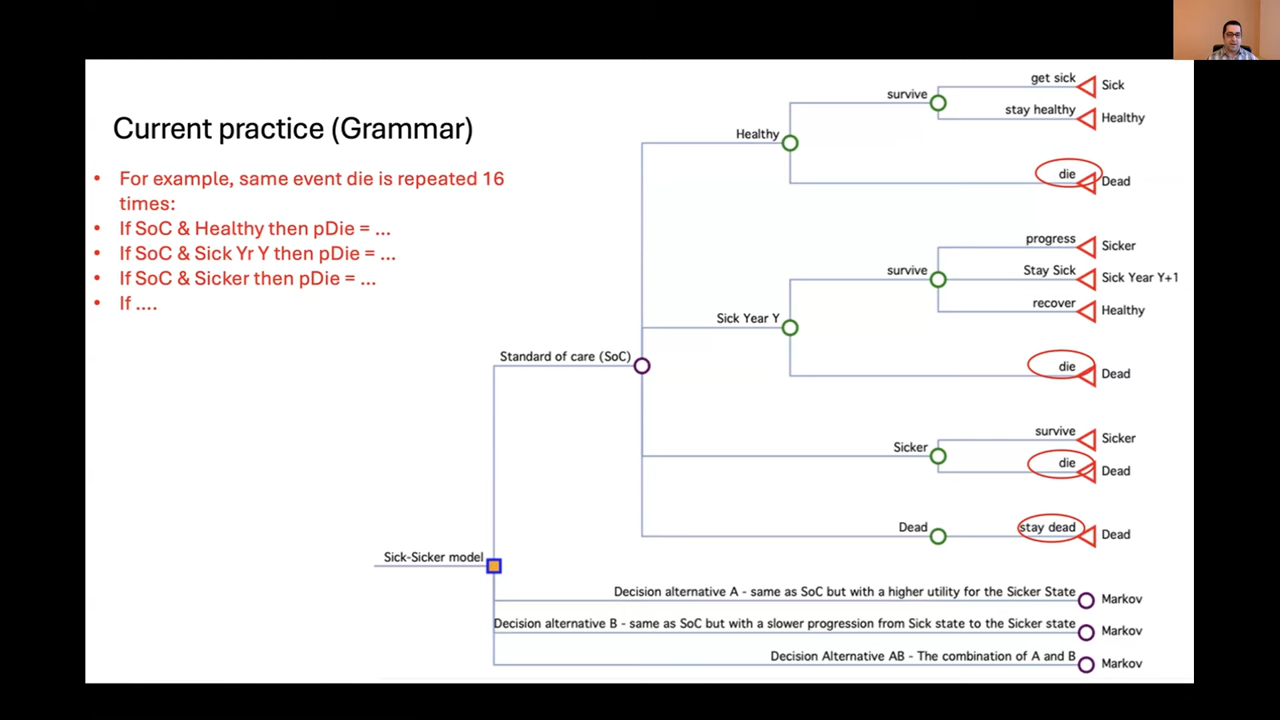 Current practice (Grammar)
• For example, same event die is repeated 16
times:
• If SoC & Healthy then pDie = ...
• If SoC & Sick Yr Y then pDie = ...
• If SoC & Sicker then pDie = ...
• If ....
get sick
Sick
survive
stay healthy
Healthy
Healthy
die
Dead
progress
Sicker
survive
Stay Sick
Sick Year Y+1
recover
Healthy
Sick Year Y
die
Dead
Standard of care (SoC)
survive
Sicker
Sicker
die
Dead
Dead
stay dead
Dead
Sick-Sicker model
Decision alternative A - same as SoC but with a higher utility for the Sicker State
Markov
Decision alternative B - same as SoC but with a slower progression from Sick state to the Sicker state
Markov
Decision Alternative AB - The combination of A and B
Markov